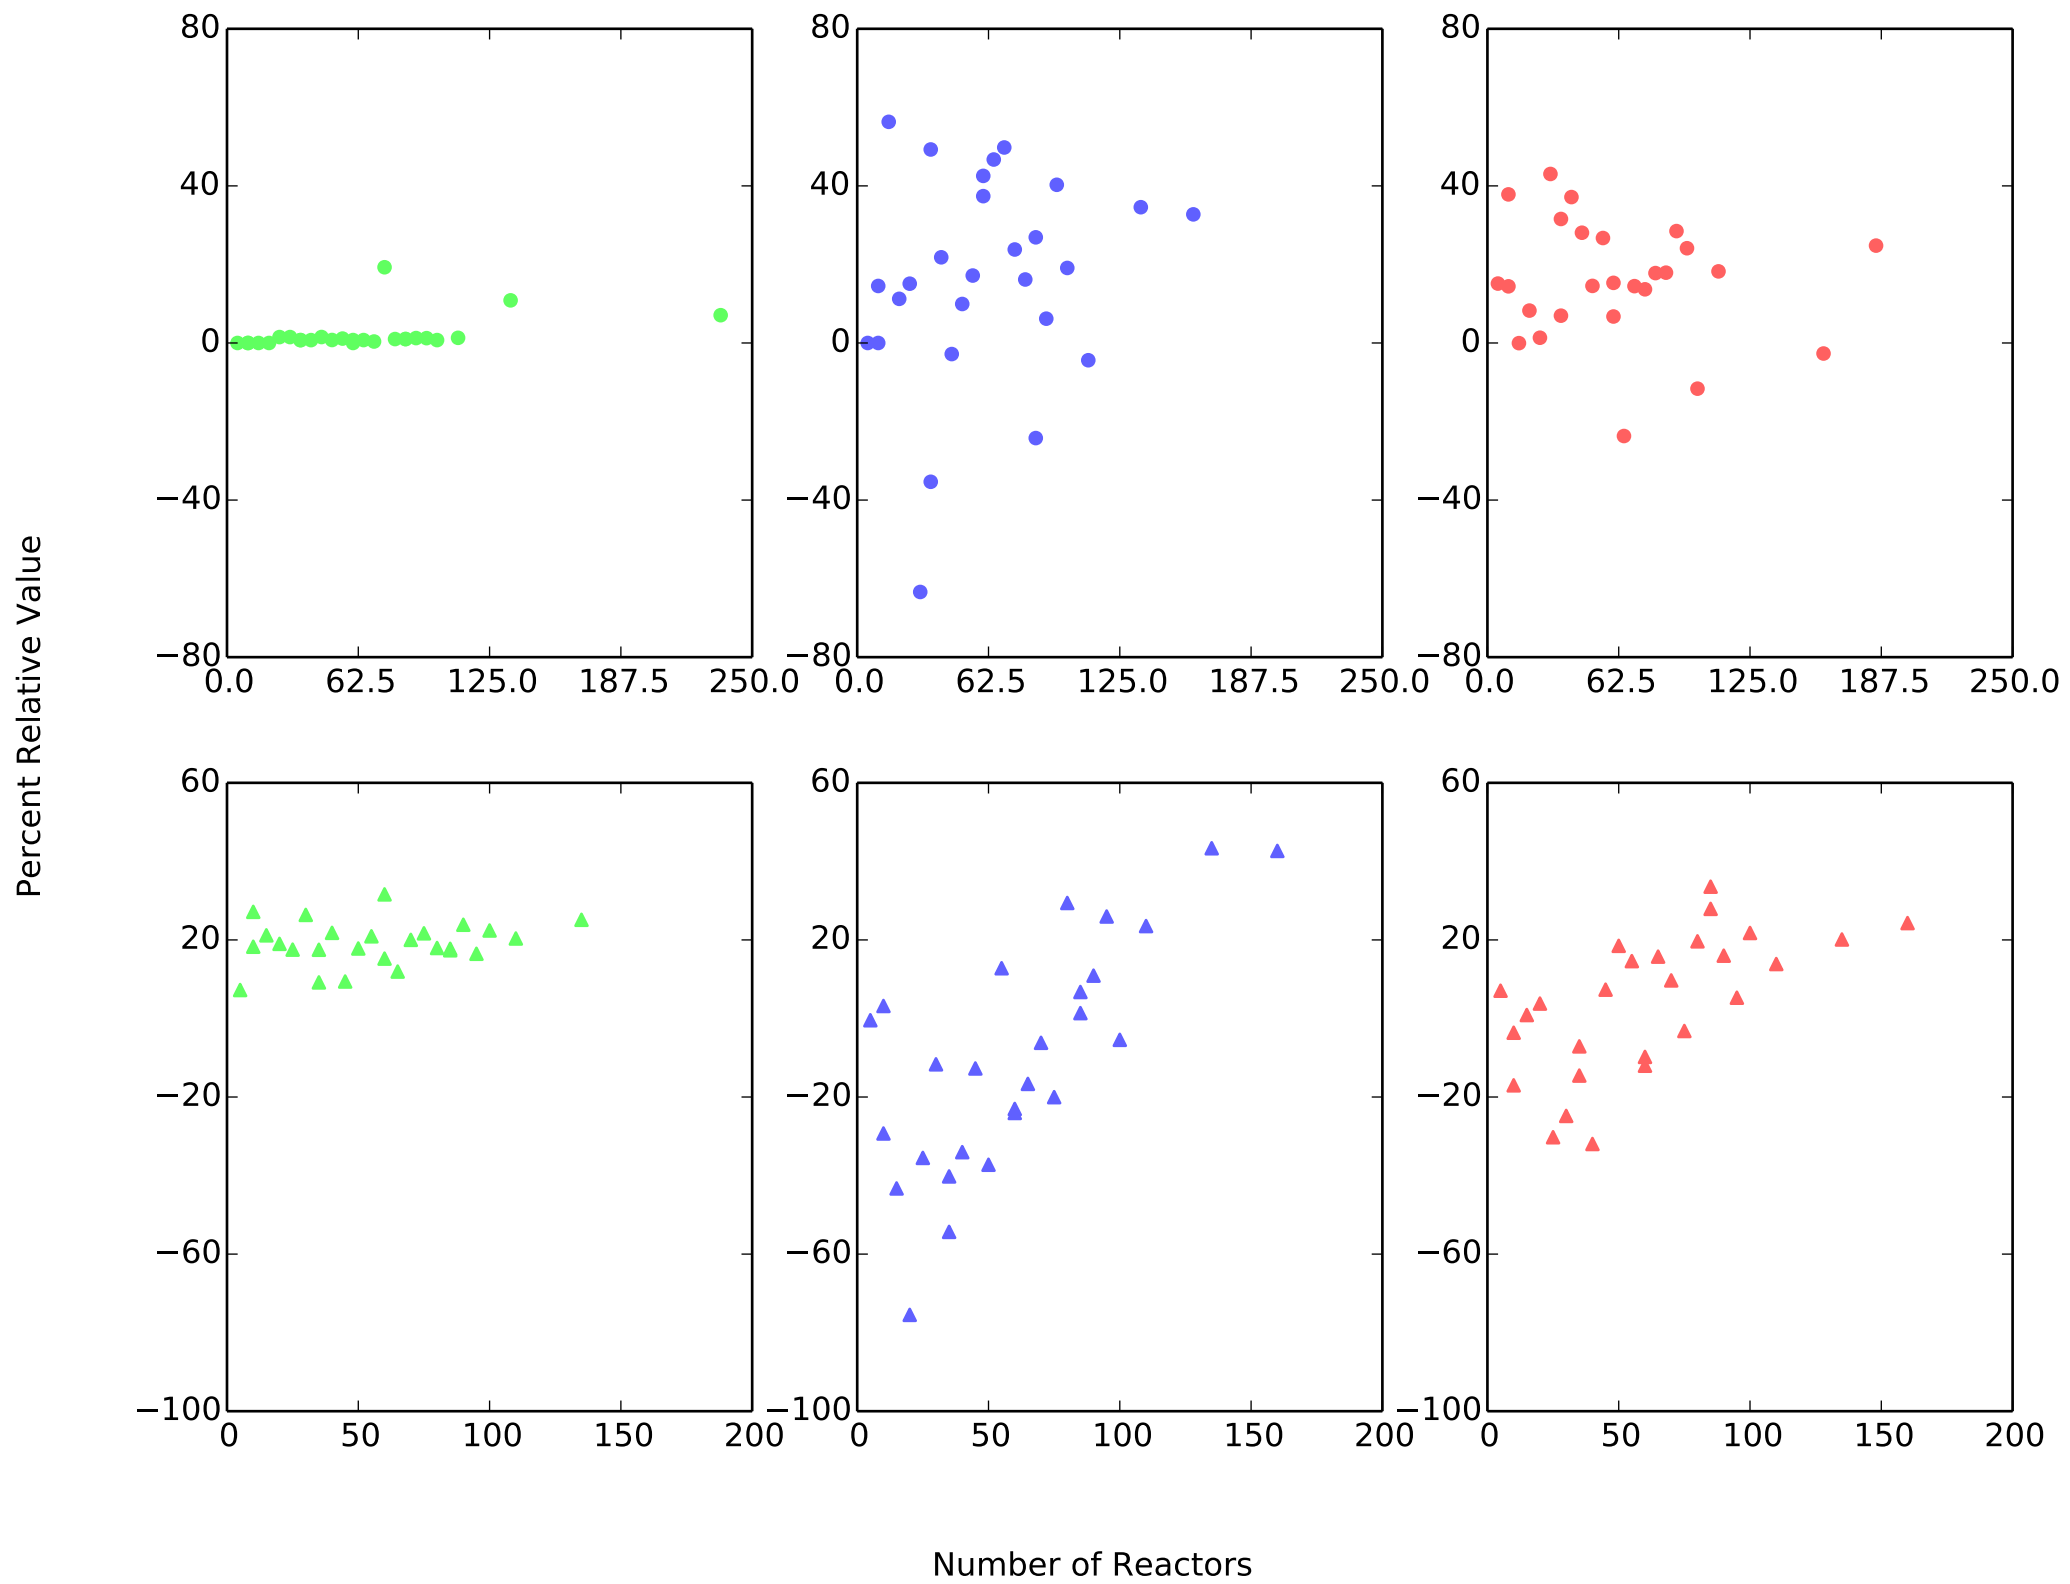 80 80 80
40 40 40
0 0 0
−40 −40 −40
−80 −80 −80
0.0 62.5 125.0 187.5 250.0 0.0 62.5 125.0 187.5 250.0 0.0 62.5 125.0 187.5 250.0
Percent Relative Value
60 60 60
20 20 20
−20 −20 −20
−60 −60 −60
−100 −100 −100
0 50 100 150 200 0 50 100 150 200 0 50 100 150 200
Number of Reactors